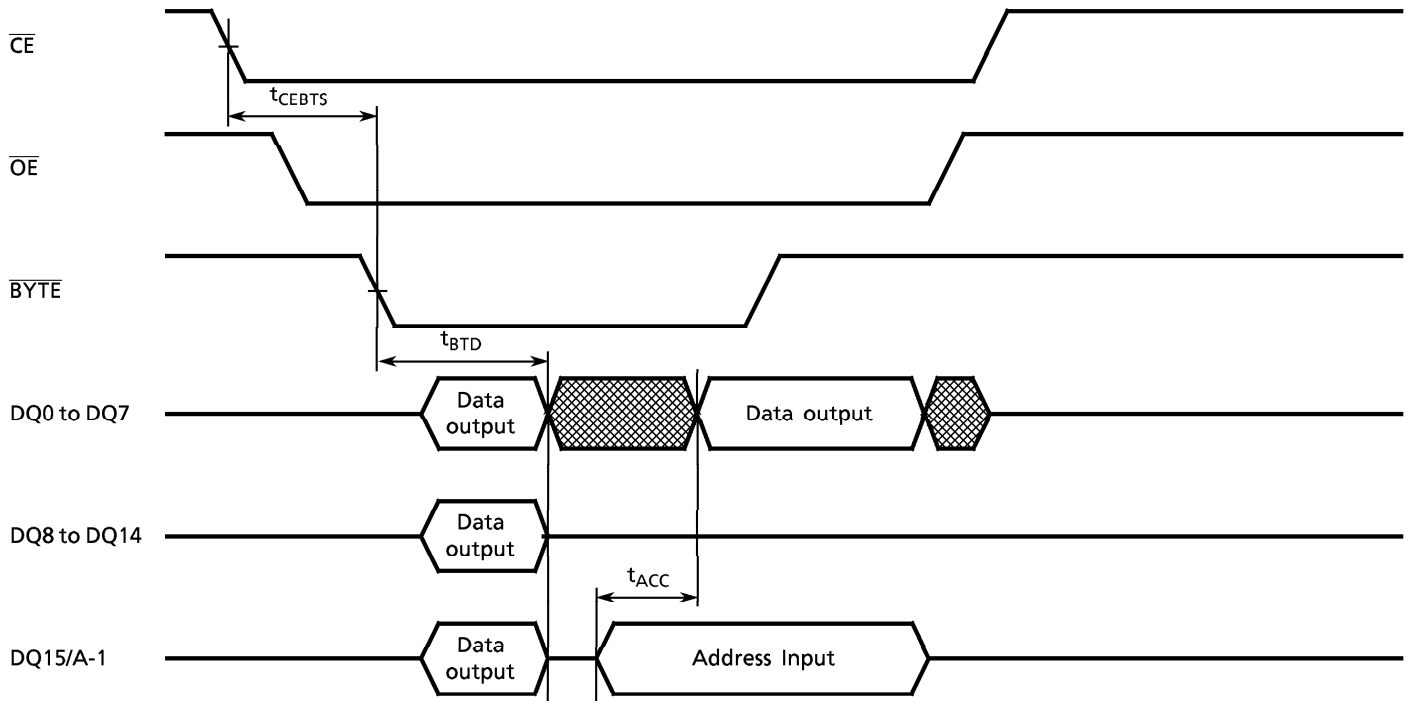 CE
tCEBTS
OE
BYTE
tBTD
DQ0 to DQ7
Data
output
Data output
DQ8 to DQ14
Data
output
tACC
DQ15/A-1
Data
output
Address Input